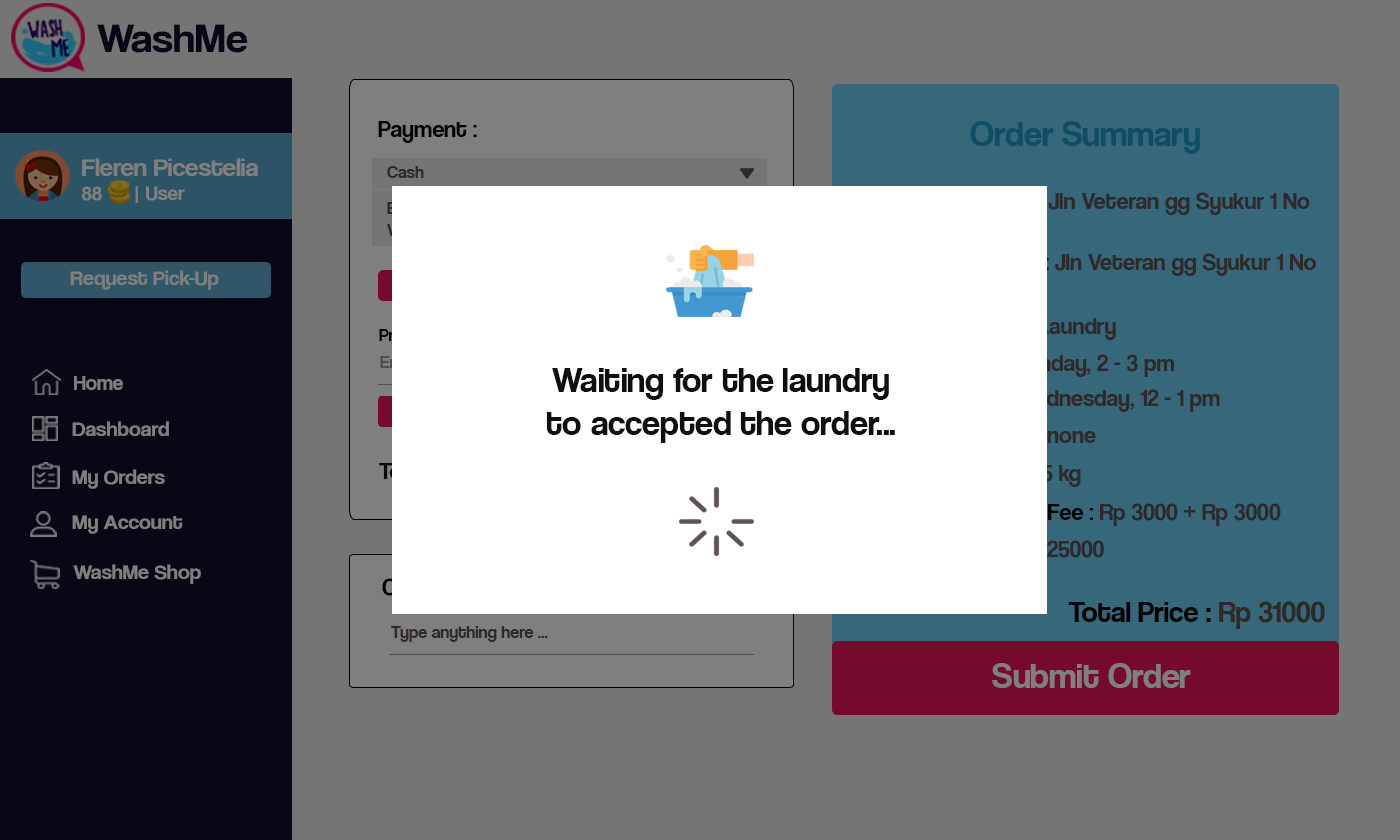 WASH
ME
WashMe
Fleren Picestelia
88 | User
Request Pick-Up
Home
Dashboard
My Orders
My Account
WashMe Shop
Payment :
Cash
Type anything here ...
Waiting for the laundry
to accepted the order...
Order Summary
Jln Veteran gg Syukur 1 No
: Jln Veteran gg Syukur 1 No
aundry
day, 2 - 3 pm
dnesday, 12 - 1 pm
none
5 kg
Fee : Rp 3000 + Rp 3000
25000
Total Price : Rp 31000
Submit Order